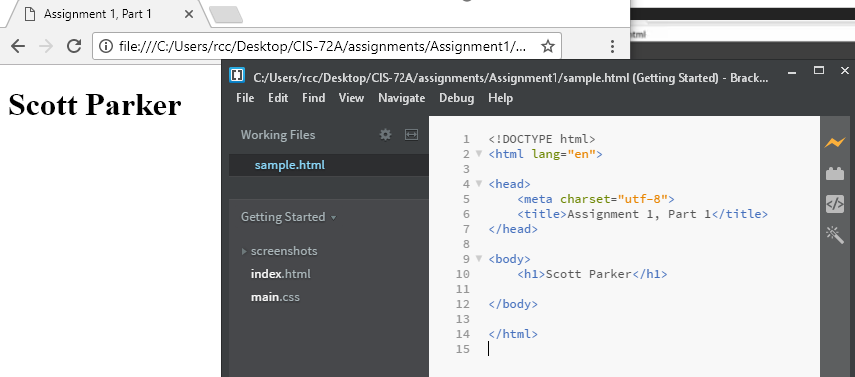 Assignment 1, Part 1
file:///C:/Users/rcc/Desktop/CIS-72A/assignments/Assignment1/...
Scott Parker
C:/Users/rcc/Desktop/CIS-72A/assignments/Assignment1/sample.html (Getting Started) - Brack...
File Edit Find View Navigate Debug Help
Working Files
sample.html
Getting Started
screenshots
index.html
main.css
1 <!DOCTYPE html>
2 <html lang="en">
3
4 <head>
5 <meta charset="utf-8">
6 <title>Assignment 1, Part 1</title>
7 </head>
8
9 <body>
10 <h1>Scott Parker</h1>
11
12 </body>
13
14 </html>
15